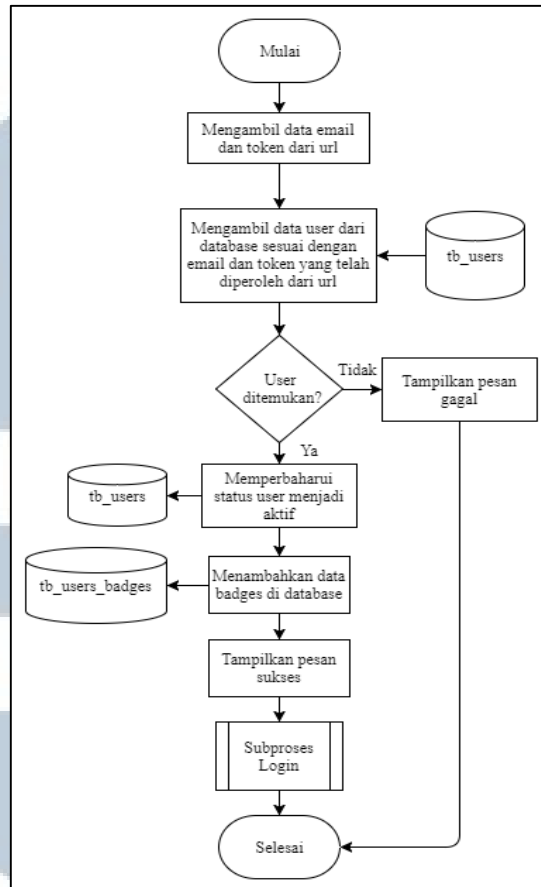 Mulai
Mengambil data email
dan token dari url
Mengambil data user dari
database sesuai dengan
email dan token yang telah
diperoleh dari url
tb_users
User
ditemukan?
Tidak
Tampilkan pesan
gagal
Ya
Memperbaharui
status user menjadi
aktif
tb_users
Menambahkan data
badges di database
tb_users_badges
Tampilkan pesan
sukses
Subproses
Login
Selesai